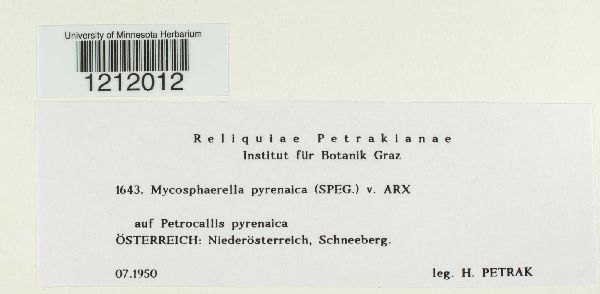 University of Minnesota Herbarium
1212012
Reliquiae Petrakianae
Institut für Botanik Graz
1643. Mycosphaerella pyrenaica (SPEG.) v. ARX
auf Petrocallis pyrenaica
ÖSTERREICH: Niederösterreich, Schneeberg.
07.1950 leg. H. PETRAK